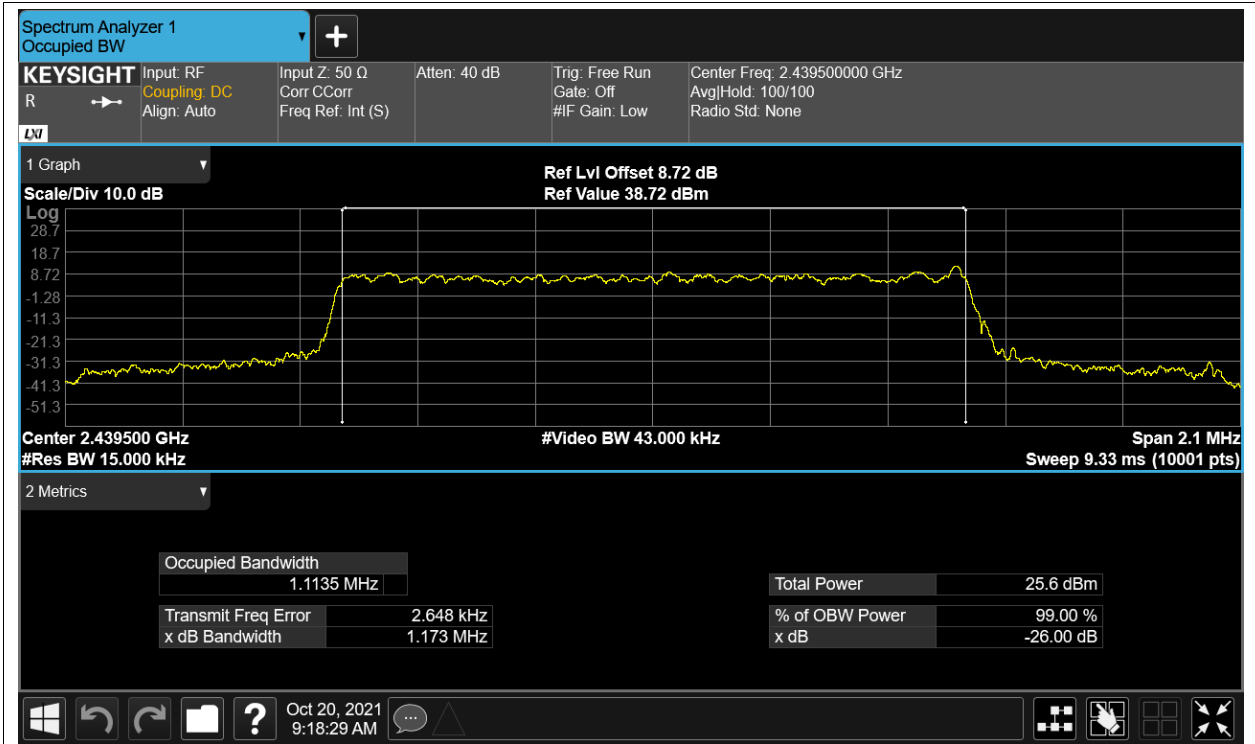 Spectrum Analyzer 1
Occupied BW
▼
+
KEYSIGHT
R
LXI
Input: RF
Coupling: DC
Align: Auto
Input Z: 50 Ω
Corr CCorr
Freq Ref: Int (S)
Atten: 40 dB
Trig: Free Run
Gate: Off
#IF Gain: Low
Center Freq: 2.439500000 GHz
Avg|Hold: 100/100
Radio Std: None
1 Graph ▼
Scale/Div 10.0 dB
Ref Lvl Offset 8.72 dB
Ref Value 38.72 dBm
Log
28.7
18.7
8.72
-1.28
-11.3
-21.3
-31.3
-41.3
-51.3
Center 2.439500 GHz
#Res BW 15.000 kHz
#Video BW 43.000 kHz
Span 2.1 MHz
Sweep 9.33 ms (10001 pts)
2 Metrics ▼
Occupied Bandwidth
1.1135 MHz
Transmit Freq Error 2.648 kHz
x dB Bandwidth 1.173 MHz
Total Power 25.6 dBm
% of OBW Power 99.00 %
x dB -26.00 dB
?
Oct 20, 2021
9:18:29 AM